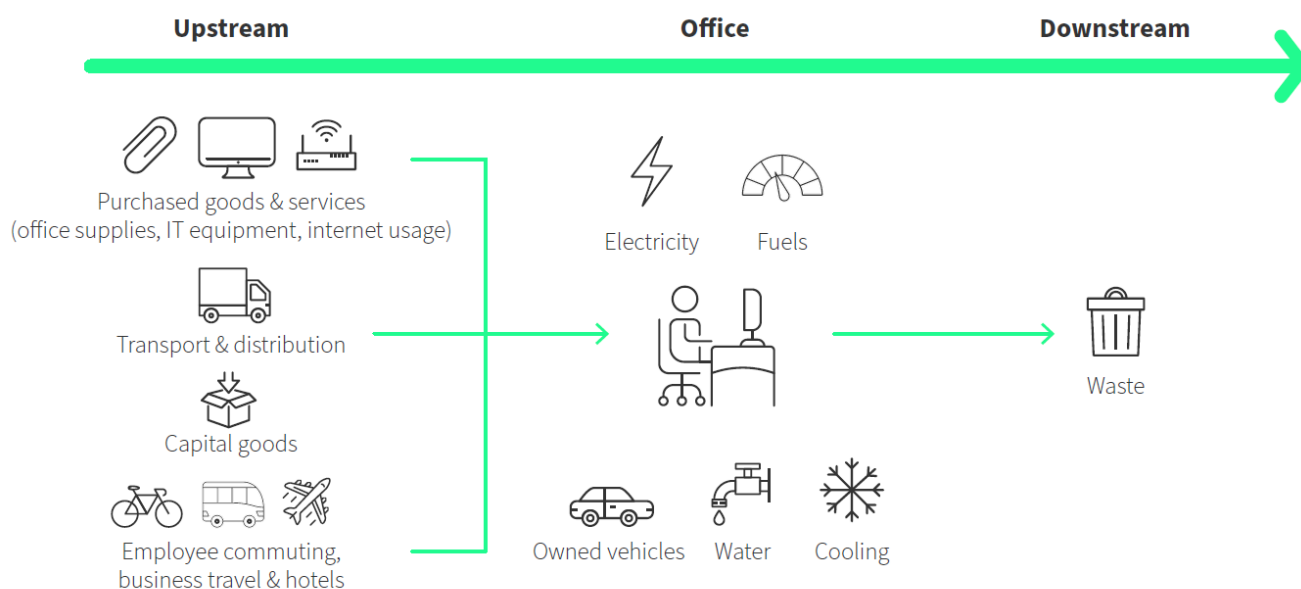 Upstream
Office
Downstream
Purchased goods & services
(office supplies, IT equipment, internet usage)
Transport & distribution
Capital goods
Employee commuting,
business travel & hotels
Electricity
Fuels
Owned vehicles
Water
Cooling
Waste